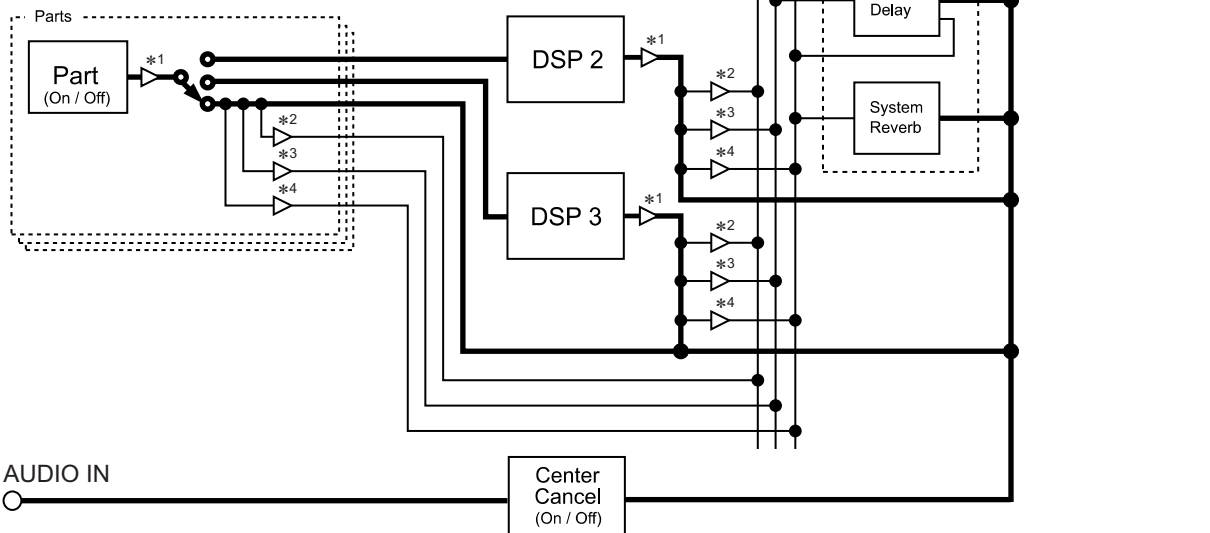 Parts
Delay
Part
(On / Off)
*1
DSP 2
*1
*2
*3
*4
System
Reverb
*2
*3
*4
DSP 3
*1
*2
*3
*4
AUDIO IN
Center
Cancel
(On / Off)